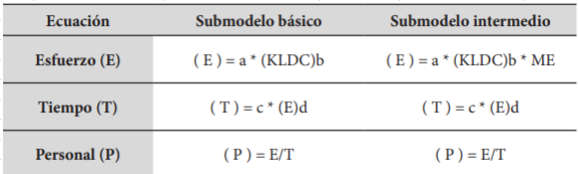 Ecuación Submodelo básico Submodelo intermedio
Esfuerzo (E) ( E ) = a * (KLDC)b ( E ) = a * (KLDC)b * ME
Tiempo (T) ( T ) = c * (E)d ( T ) = c * (E)d
Personal (P) ( P ) = E/T ( P ) = E/T